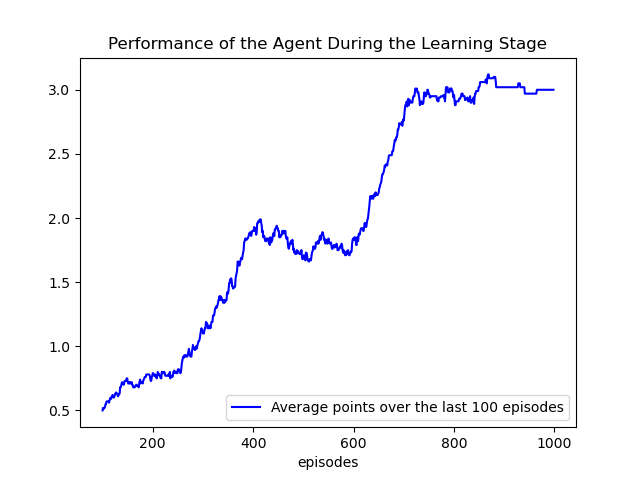 Performance of the Agent During the Learning Stage
3.0
2.5
2.0
1.5
1.0
0.5
Average points over the last 100 episodes
200 400 600 800 1000
episodes